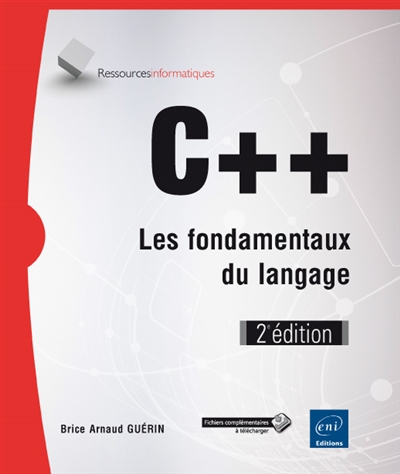 Ressourcesinformatiques
C++
Les fondamentaux
du langage
2e édition
Brice Arnaud GUÉRIN
Fichiers complémentaires
à télécharger
eni
Editions